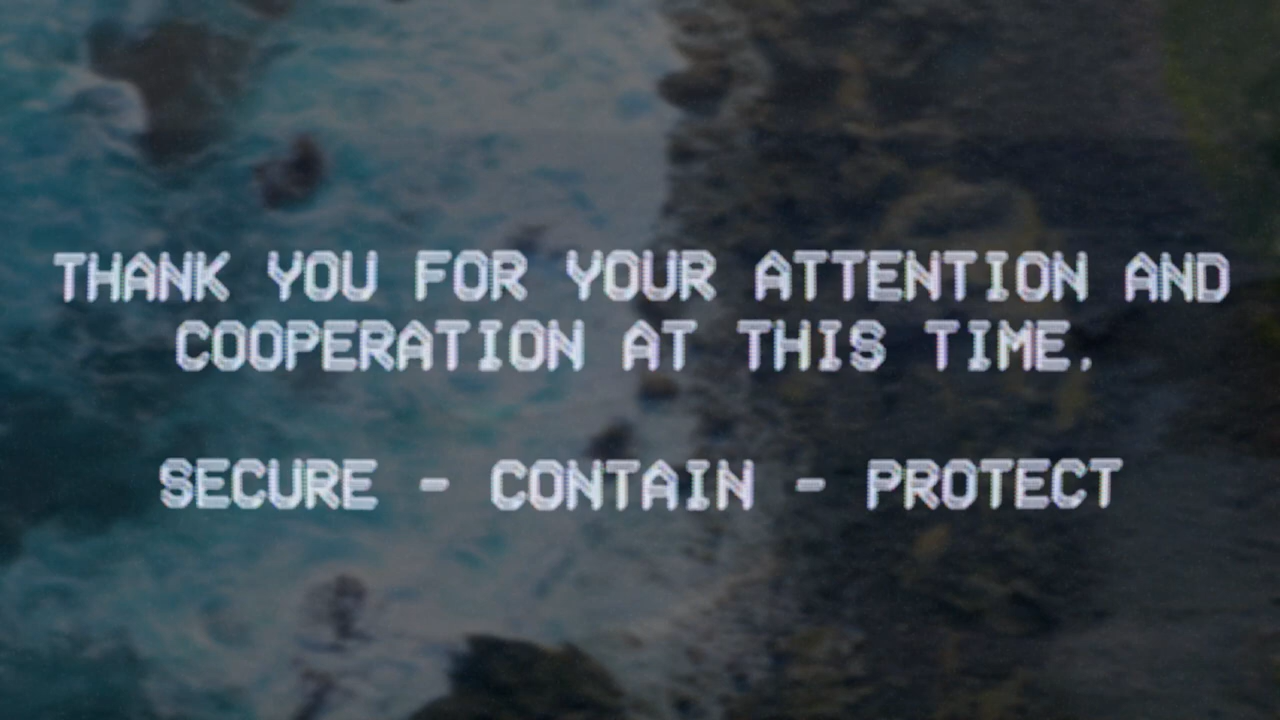 THANK YOU FOR YOUR ATTENTION AND
COOPERATION AT THIS TIME.
SECURE - CONTAIN - PROTECT